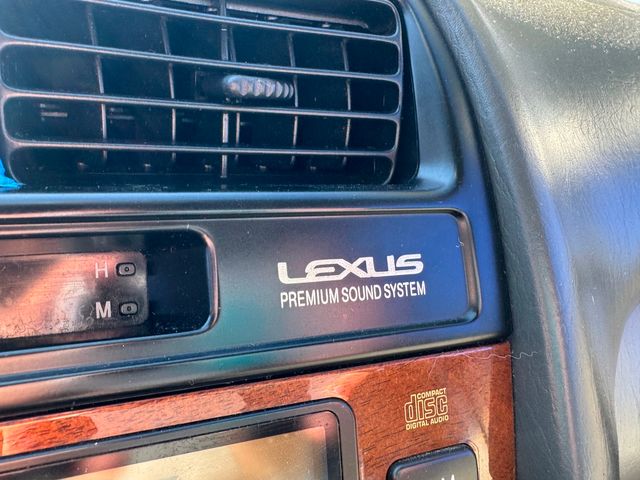 H
M
LEXUS
PREMIUM SOUND SYSTEM
COMPACT
disc
DIGITAL AUDIO